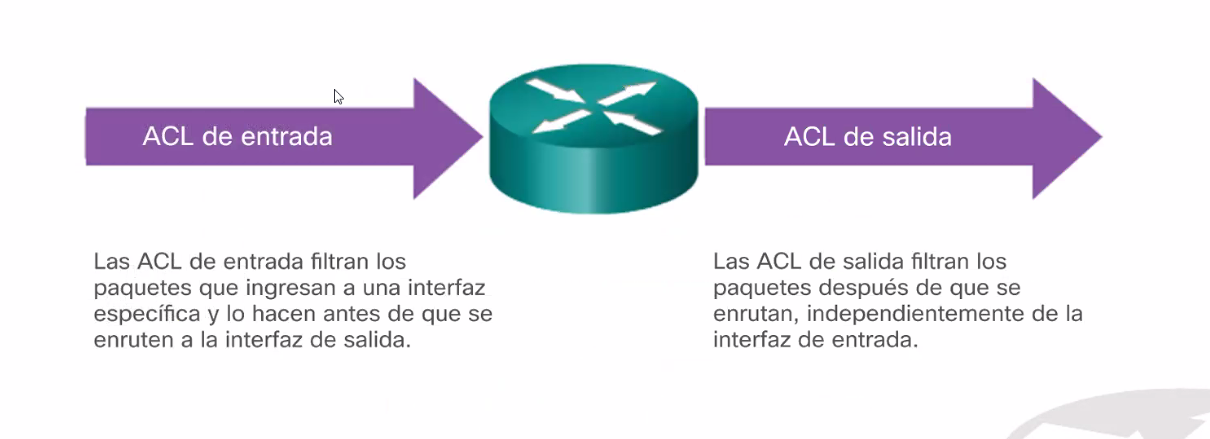 ACL de entrada
ACL de salida
Las ACL de entrada filtran los
paquetes que ingresan a una interfaz
específica y lo hacen antes de que se
enruten a la interfaz de salida.
Las ACL de salida filtran los
paquetes después de que se
enrutan, independientemente de la
interfaz de entrada.